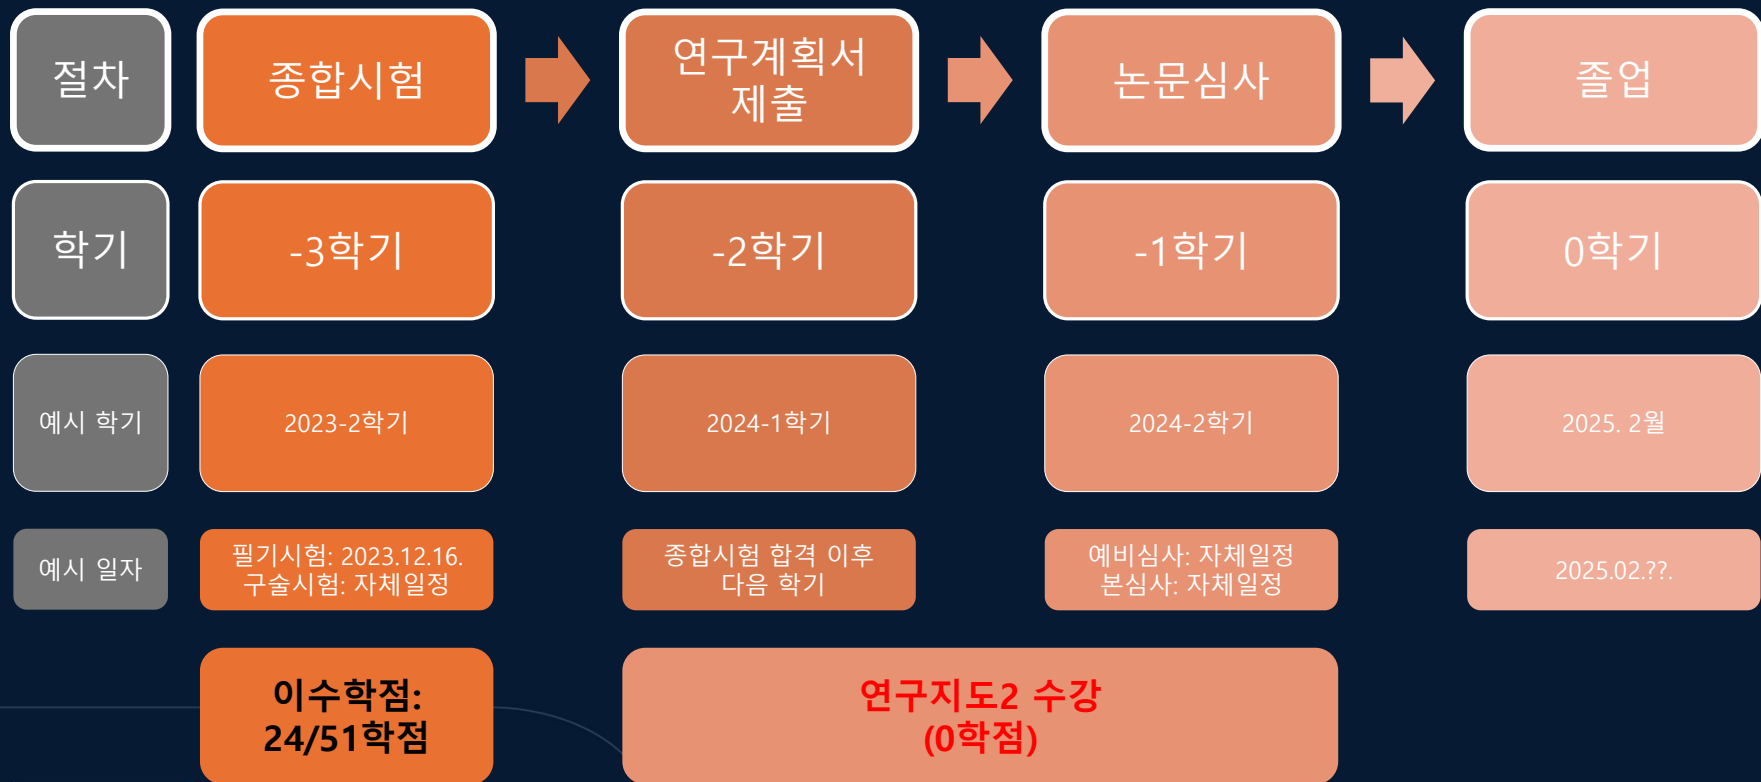 절차
종합시험
연구계획서
제출
논문심사
졸업
학기
-3학기
-2학기
-1학기
0학기
예시 학기
2023-2학기
2024-1학기
2024-2학기
2025. 2월
예시 일자
필기시험: 2023.12.16.
구술시험: 자체일정
종합시험 합격 이후
다음 학기
예비심사: 자체일정
본심사: 자체일정
2025.02.??.
이수학점:
24/51학점
연구지도2 수강
(0학점)